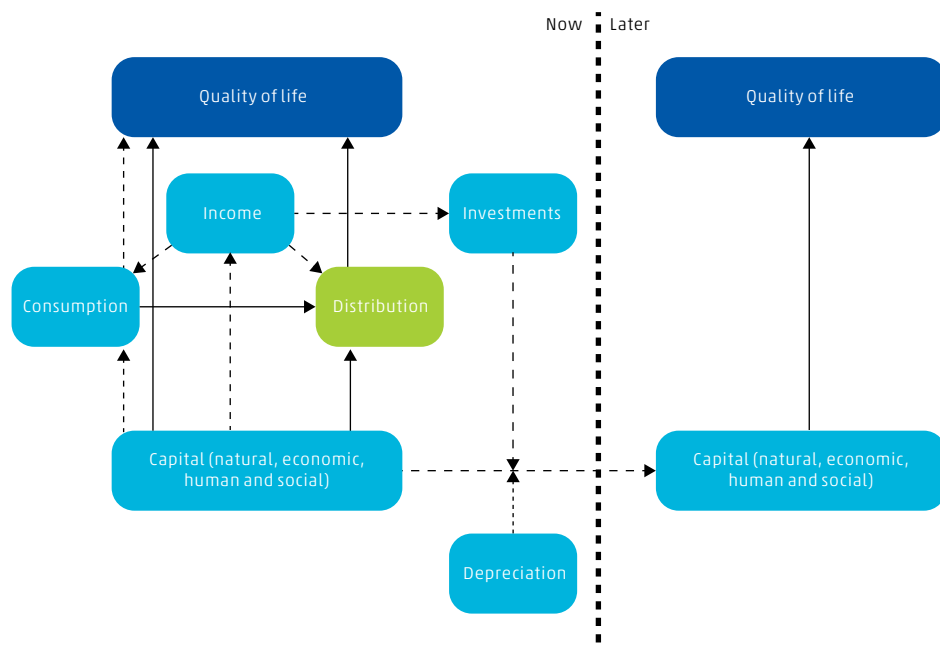 Now
Later
Quality of life
Quality of life
Income
Investments
Consumption
Distribution
Capital (natural, economic,
human and social)
Capital (natural, economic,
human and social)
Depreciation